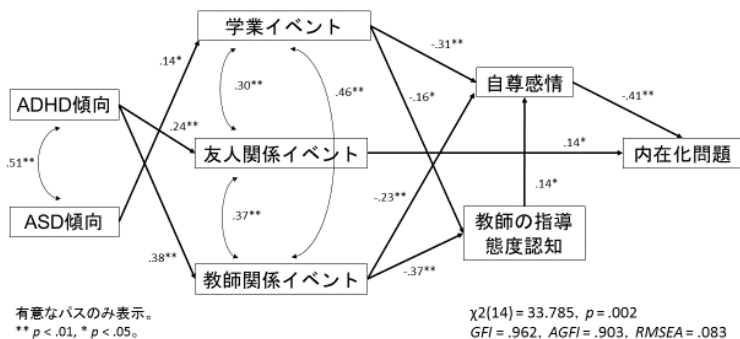 学業イベント
.14*
-.31**
.30**
.46**
-.16*
自尊感情
-.41**
ADHD傾向
.24**
友人関係イベント
.14*
内在化問題
.51**
.37**
-.23**
.14*
ASD傾向
.38**
教師関係イベント
-.37**
教師の指導
態度認知
有意なパスのみ表示。
** p < .01, * p < .05。
χ2(14) = 33.785, p = .002
GFI = .962, AGFI = .903, RMSEA = .083